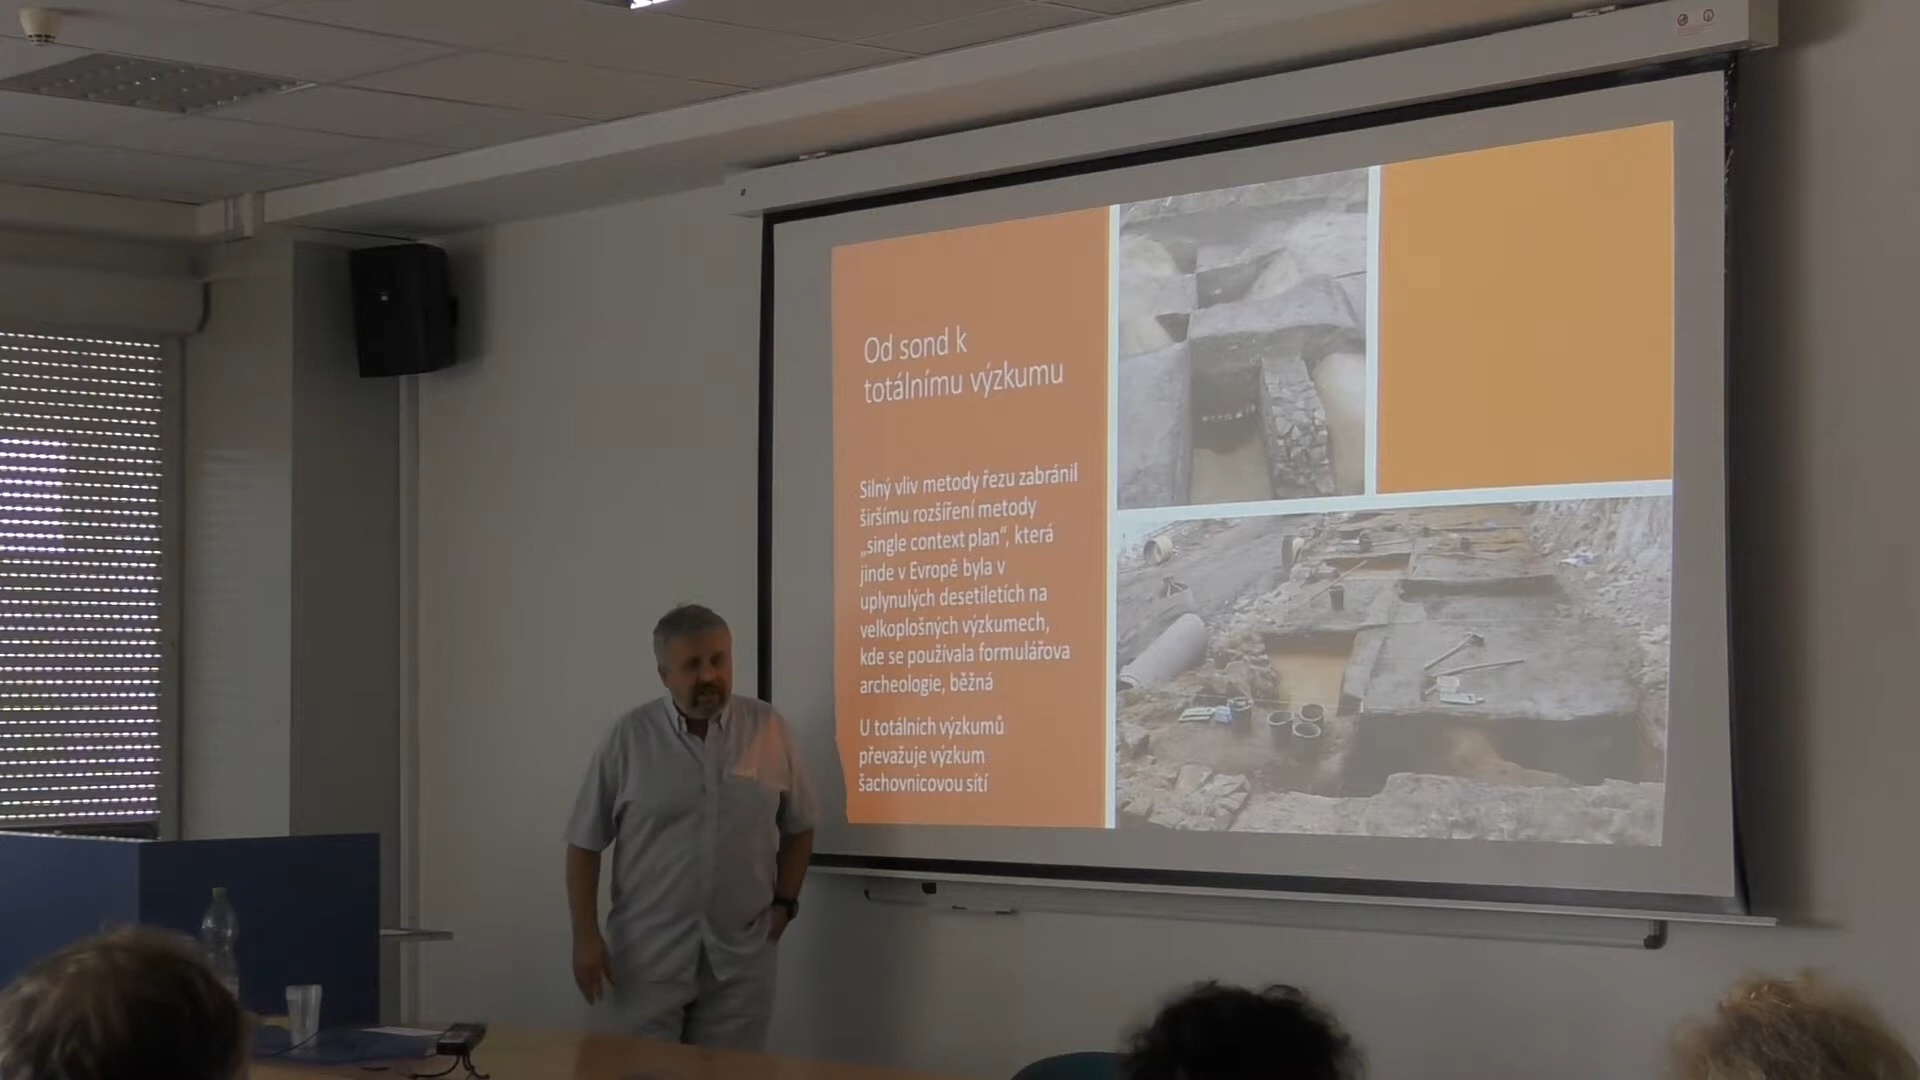 Od sond k
totálnímu výzkumu
Silný vliv metody řezu zabránil
širšímu rozšíření metody
„single context plan“, která
jinde v Evropě byla v
uplynulých desetiletích na
velkoplošných výzkumech,
kde se používala formulářova
archeologie, běžná
U totálních výzkumů
převažuje výzkum
šachovnicovou sítí